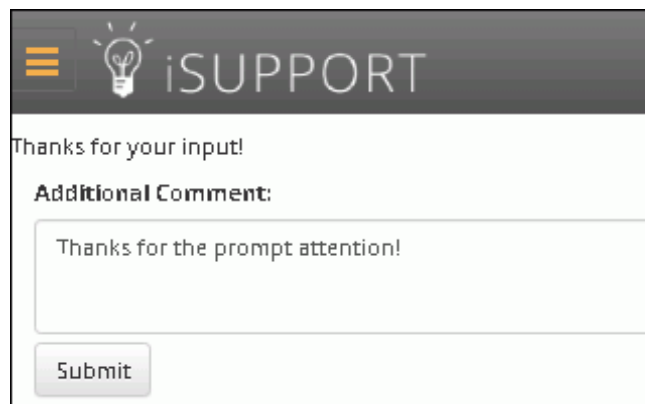 iSUPPORT
Thanks for your input!
Additional Comment:
Thanks for the prompt attention!
Submit